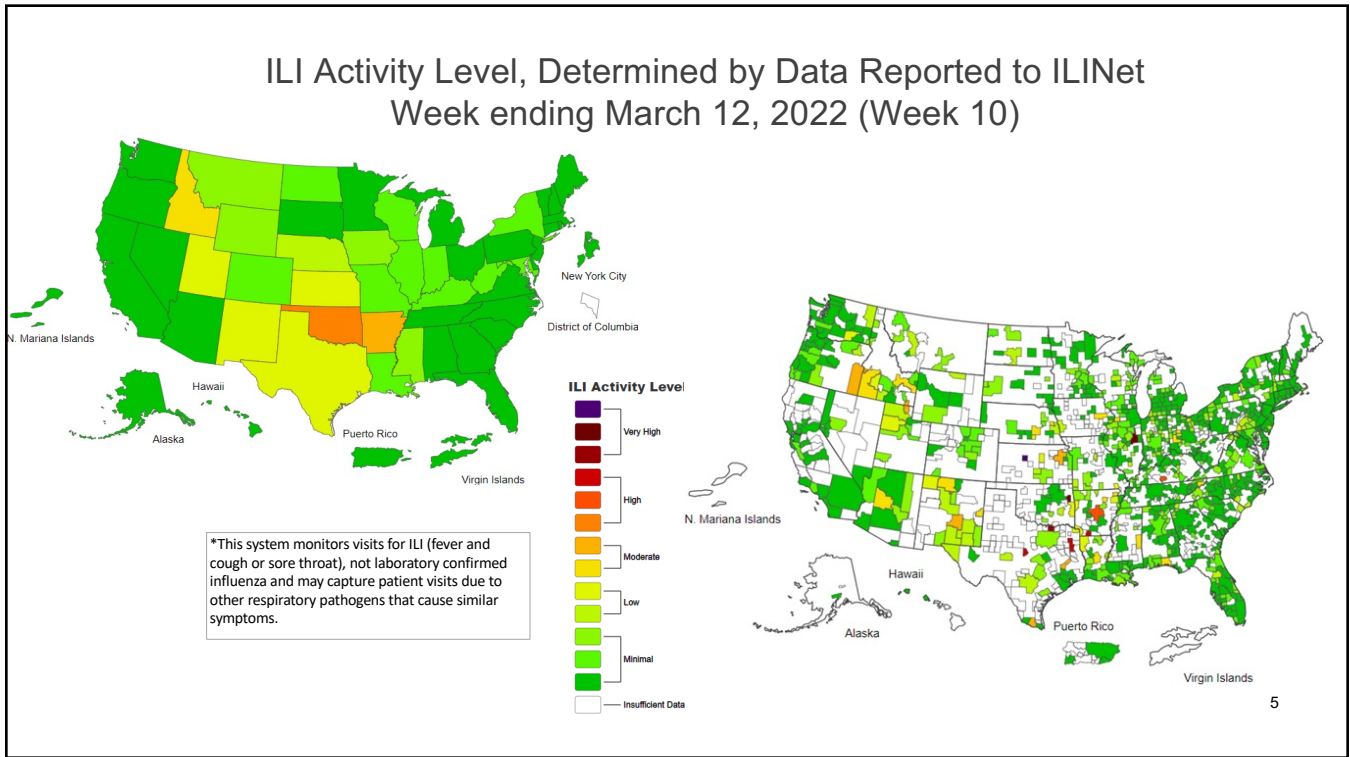 ILI Activity Level, Determined by Data Reported to ILINet
Week ending March 12, 2022 (Week 10)
New York City
District of Columbia
N. Mariana Islands
Hawaii
Alaska
Puerto Rico
Virgin Islands
ILI Activity Level
Very High
High
Moderate
Low
Minimal
Insufficient Data
*This system monitors visits for ILI (fever and
cough or sore throat), not laboratory confirmed
influenza and may capture patient visits due to
other respiratory pathogens that cause similar
symptoms.
N. Mariana Islands
Hawaii
Alaska
Puerto Rico
Virgin Islands
5